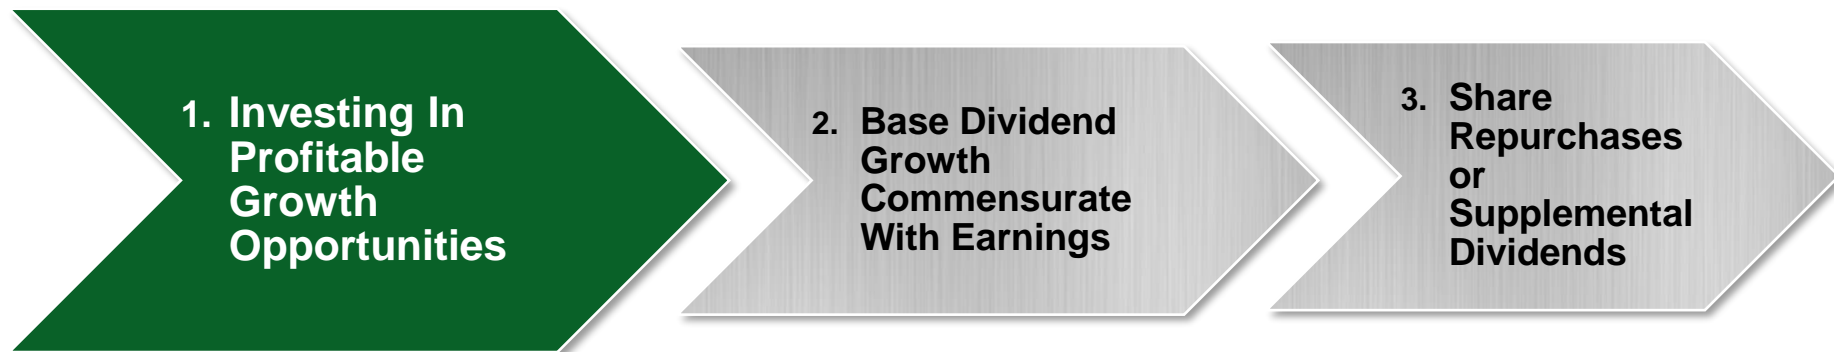 1. Investing In
Profitable
Growth
Opportunities
2. Base Dividend
Growth
Commensurate
With Earnings
3. Share
Repurchases
or
Supplemental
Dividends